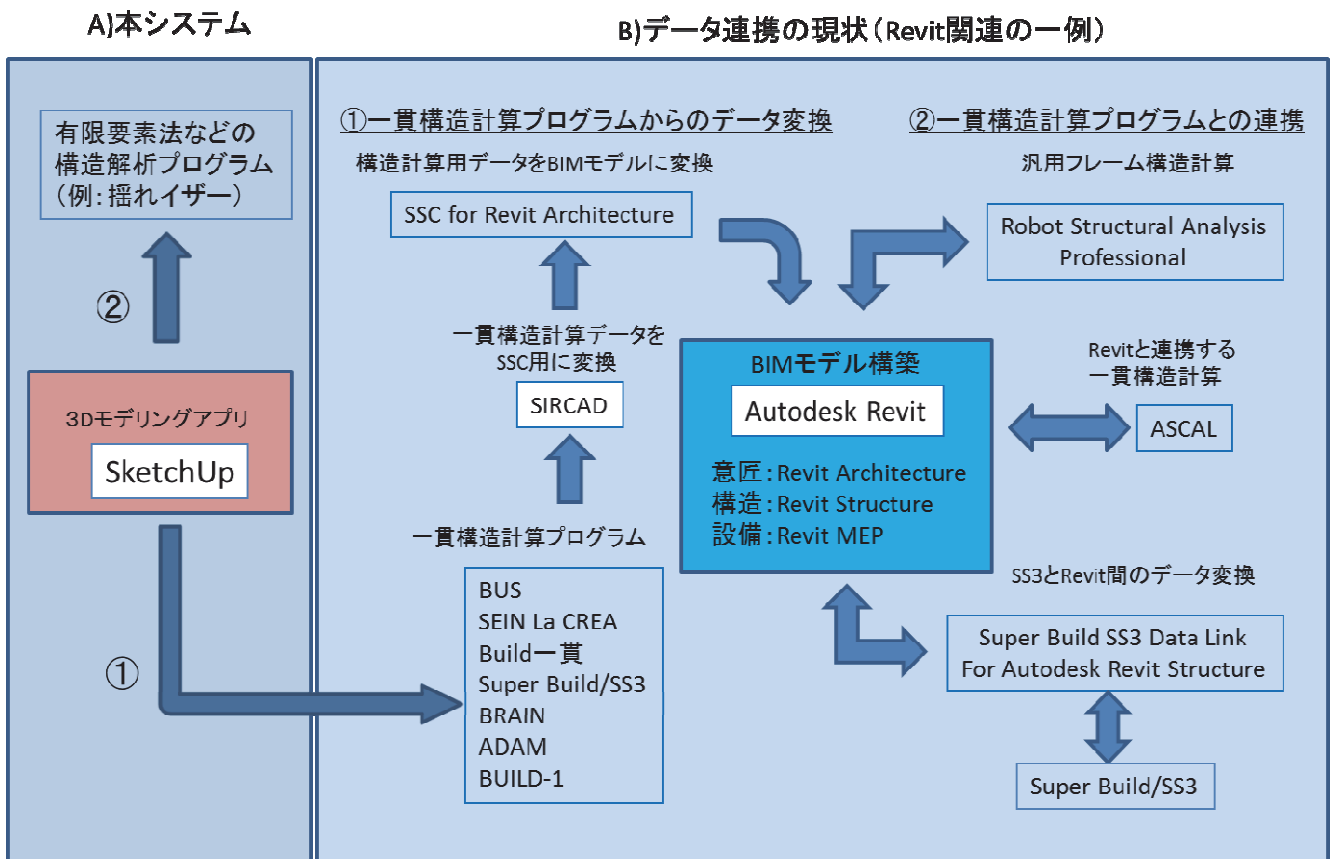 A)本システム
有限要素法などの
構造解析プログラム
(例:揺れイザー)
②
3Dモデリングアプリ
SketchUp
①
B)データ連携の現状(Revit関連の一例)
①一貫構造計算プログラムからのデータ変換
構造計算用データをBIMモデルに変換
SSC for Revit Architecture
一貫構造計算データを
SSC用に変換
SIRCAD
一貫構造計算プログラム
BUS
SEIN La CREA
Build一貫
Super Build/SS3
BRAIN
ADAM
BUILD-1
BIMモデル構築
Autodesk Revit
意匠:Revit Architecture
構造:Revit Structure
設備:Revit MEP
②一貫構造計算プログラムとの連携
汎用フレーム構造計算
Robot Structural Analysis
Professional
Revitと連携する
一貫構造計算
ASCAL
SS3とRevit間のデータ変換
Super Build SS3 Data Link
For Autodesk Revit Structure
Super Build/SS3